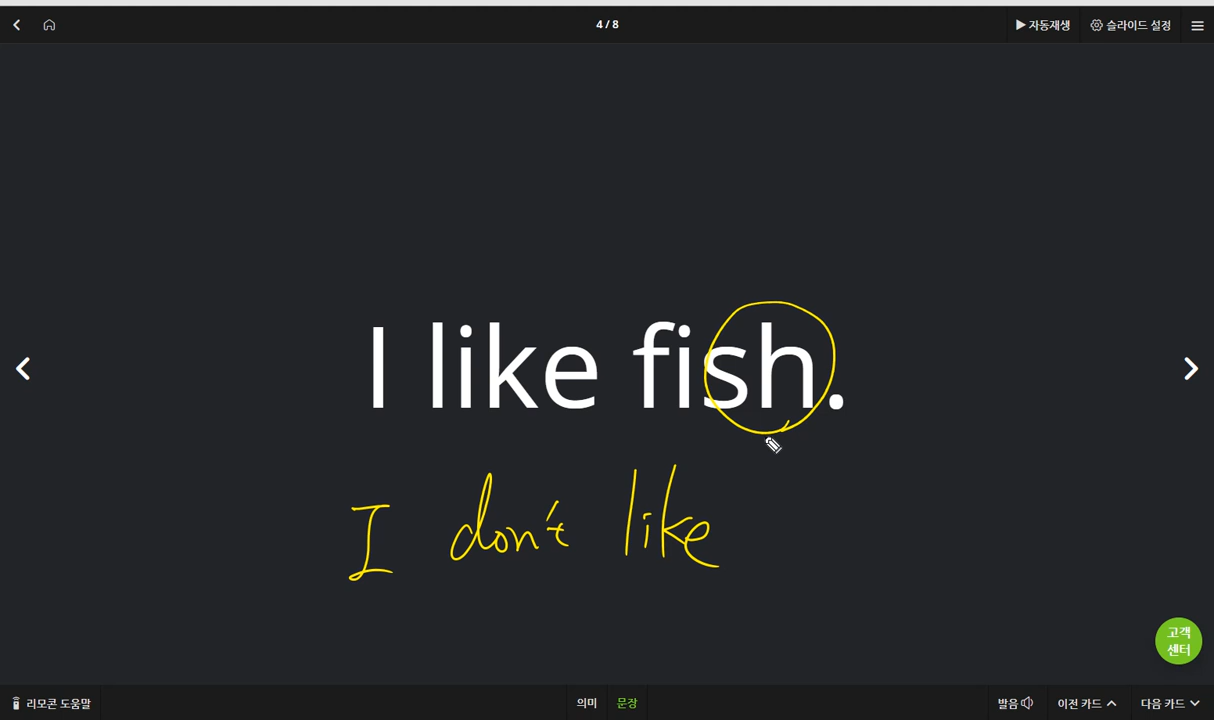 4 / 8
자동재생
슬라이드 설정
I like fish.
I don't like
고객
센터
리모콘 도움말
의미
문장
발음
이전 카드
다음 카드